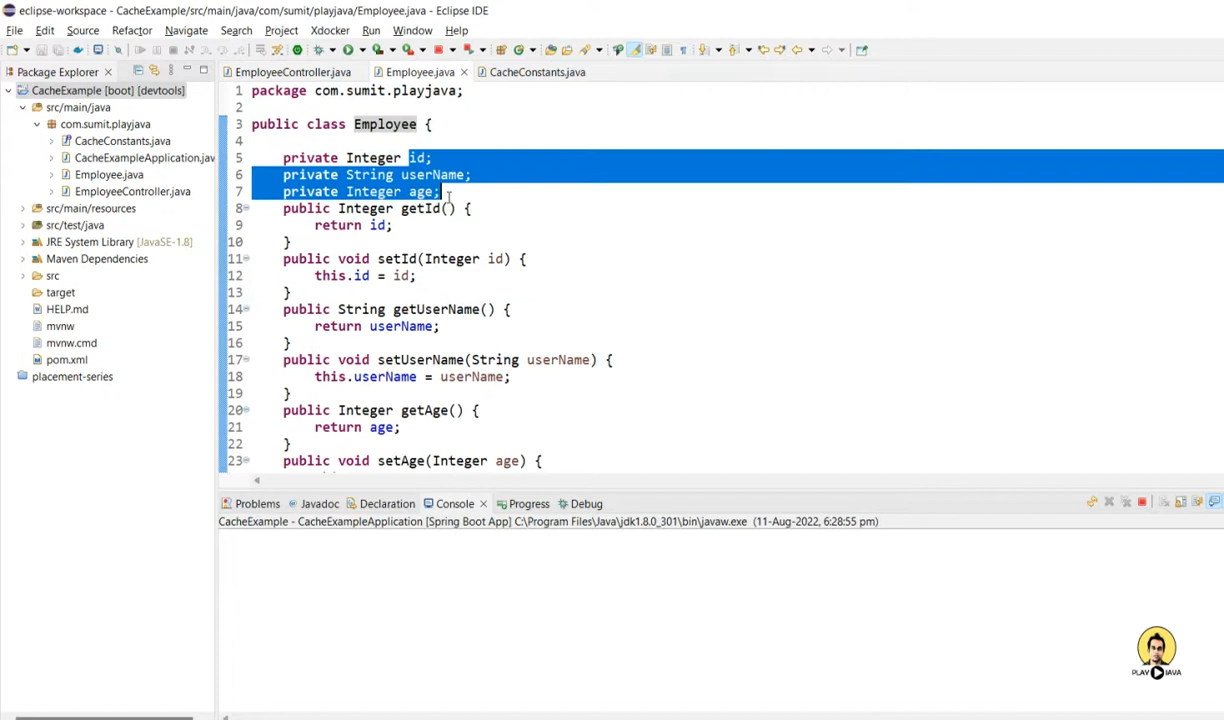 eclipse-workspace - CacheExample/src/main/java/com/sumit/playjava/Employee.java - Eclipse IDE
File Edit Source Refactor Navigate Search Project Xdocker Run Window Help
Package Explorer
EmployeeController.java Employee.java CacheConstants.java
CacheExample [boot] [devtools]
src/main/java
com.sumit.playjava
CacheConstants.java
CacheExampleApplication.jav
Employee.java
EmployeeController.java
src/main/resources
src/test/java
JRE System Library [JavaSE-1.8]
Maven Dependencies
src
target
HELP.md
mvnw
mvnw.cmd
pom.xml
placement-series
1 package com.sumit.playjava;
2
3 public class Employee {
4
5 private Integer id;
6 private String userName;
7 private Integer age;
8 public Integer getId() {
9 return id;
10 }
11 public void setId(Integer id) {
12 this.id = id;
13 }
14 public String getUserName() {
15 return userName;
16 }
17 public void setUserName(String userName) {
18 this.userName = userName;
19 }
20 public Integer getAge() {
21 return age;
22 }
23 public void setAge(Integer age) {
Problems Javadoc Declaration Console Progress Debug
CacheExample - CacheExampleApplication [Spring Boot App] C:\Program Files\Java\jdk1.8.0_301\bin\javaw.exe (11-Aug-2022, 6:28:55 pm)
PLAY JAVA